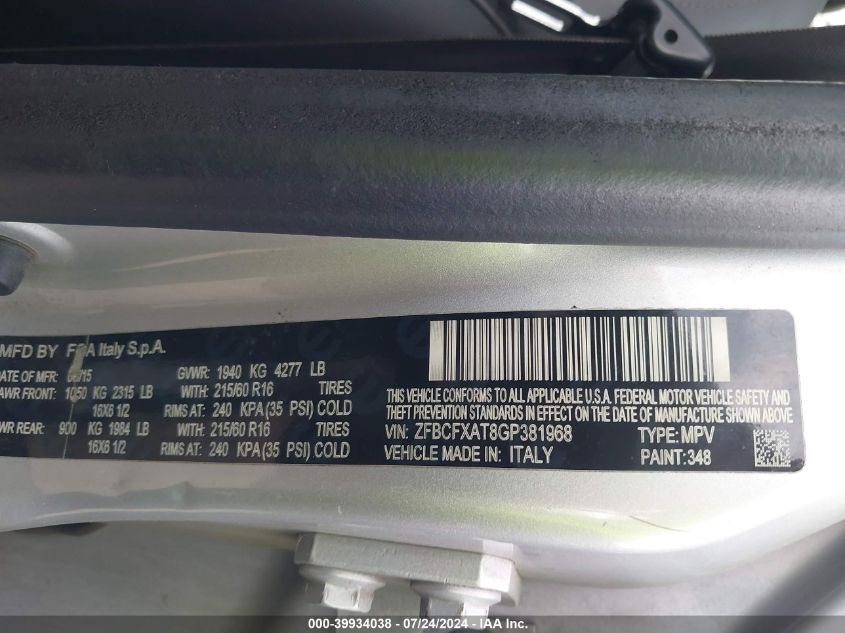 MFD BY FCA Italy S.p.A.
DATE OF MFR: /15 GVWR: 1940 KG 4277 LB
AWR FRONT: 1050 KG 2315 LB WITH: 215/60 R16 TIRES
16X6 1/2 RIMS AT: 240 KPA (35 PSI) COLD
WR REAR: 900 KG 1984 LB WITH: 215/60 R16 TIRES
16X6 1/2 RIMS AT: 240 KPA (35 PSI) COLD
THIS VEHICLE CONFORMS TO ALL APPLICABLE U.S.A. FEDERAL MOTOR VEHICLE SAFETY AND
THEFT PREVENTION STANDARDS IN EFFECT ON THE DATE OF MANUFACTURE SHOWN ABOVE
VIN: ZFBCFXAT8GP381968 TYPE: MPV
VEHICLE MADE IN: ITALY PAINT: 348
000-39934038 - 07/24/2024 - IAA Inc.